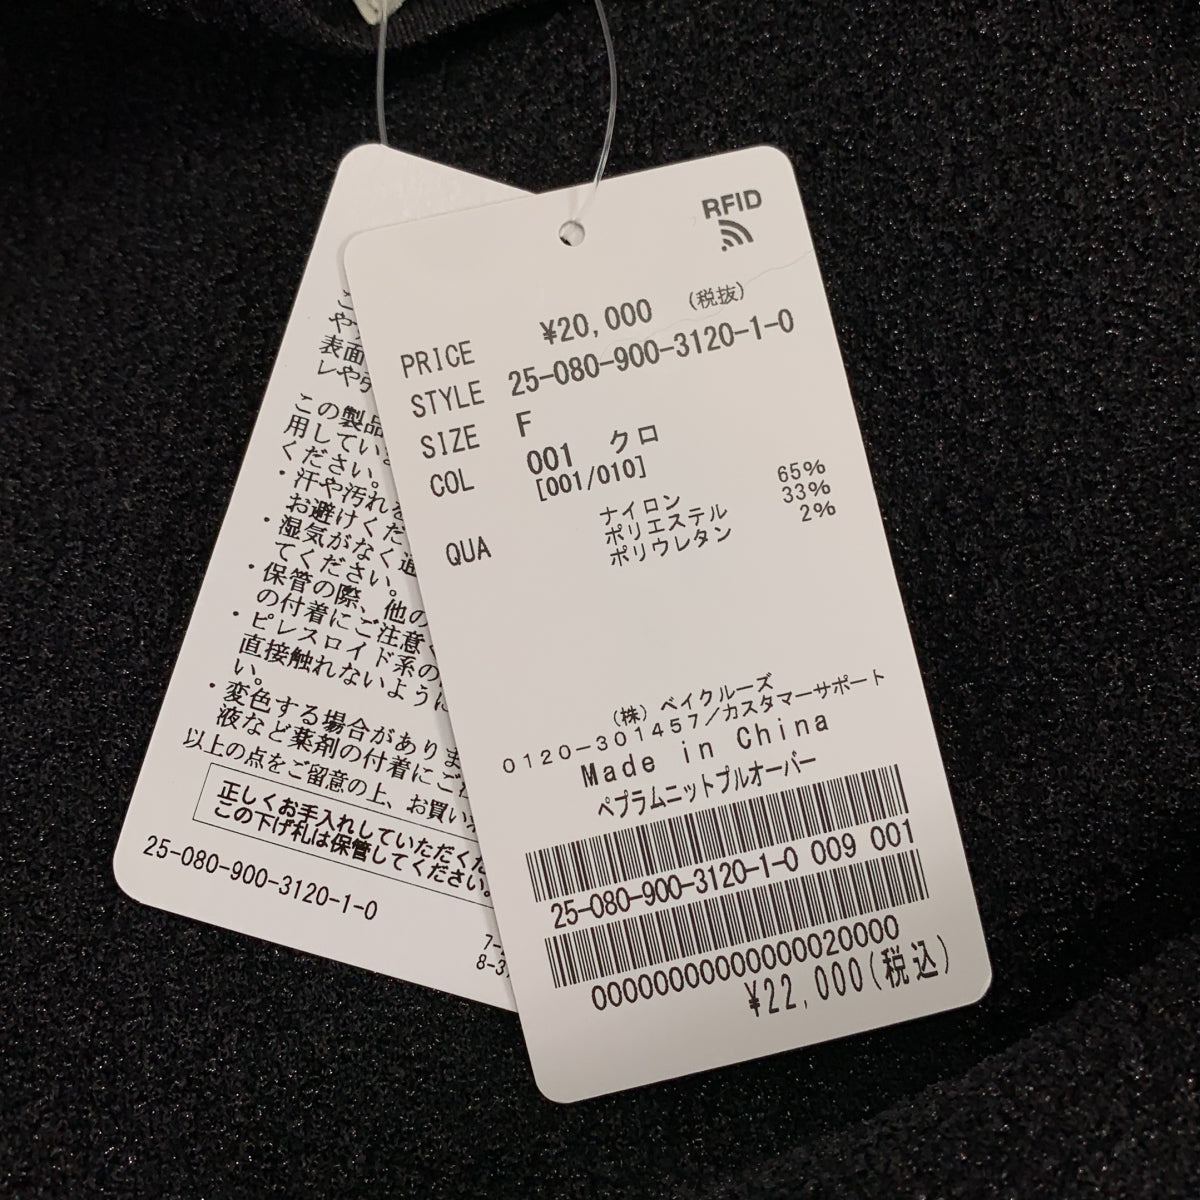 RFID
PRICE ¥20,000 (税抜)
STYLE 25-080-900-3120-1-0
SIZE F
COL 001 クロ
[001/010]
QUA ナイロン 65%
ポリエステル 33%
ポリウレタン 2%
(株) ベイクルーズ
0120-301457/カスタマーサポート
Made in China
ペプラムニットプルオーバー
25-080-900-3120-1-0 009 001
0000000000000020000
¥22,000(税込)
表面
レや
この製品
用してい
ください。
・汗や汚れを
お避けくだ
・湿気がなく
てください。
・保管の際、他の
の付着にご注意
・ピレスロイド系の
直接触れないように
い。
・変色する場合がありま
液など薬剤の付着にご
以上の点をご留意の上、お買い
正しくお手入れしていただくた
この下げ札は保管してください。
25-080-900-3120-1-0
7-
8-3